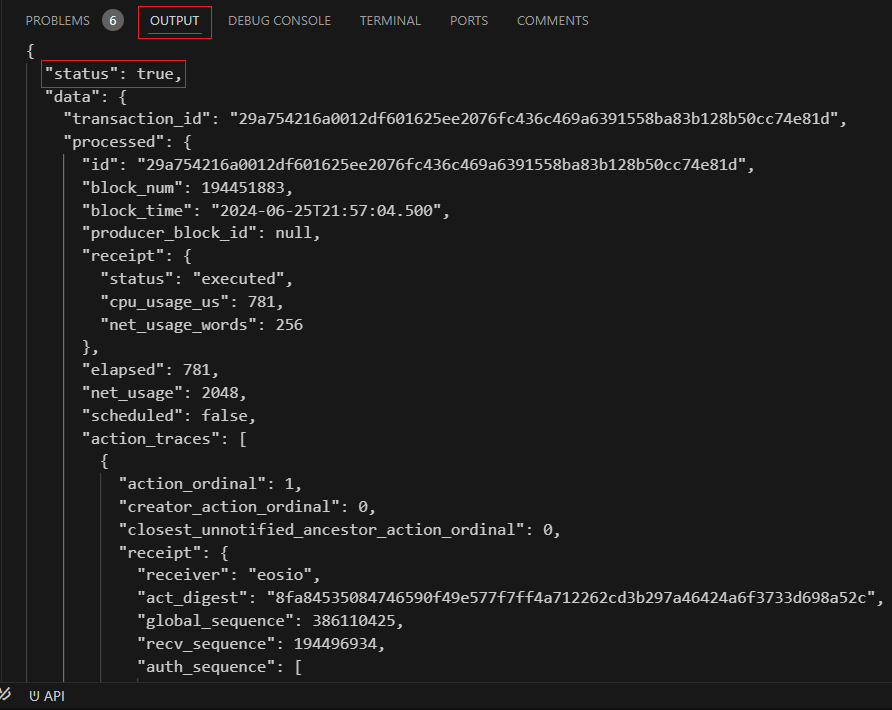 PROBLEMS 6 OUTPUT DEBUG CONSOLE TERMINAL PORTS COMMENTS
{
"status": true,
"data": {
"transaction_id": "29a754216a0012df601625ee2076fc436c469a6391558ba83b128b50cc74e81d",
"processed": {
"id": "29a754216a0012df601625ee2076fc436c469a6391558ba83b128b50cc74e81d",
"block_num": 194451883,
"block_time": "2024-06-25T21:57:04.500",
"producer_block_id": null,
"receipt": {
"status": "executed",
"cpu_usage_us": 781,
"net_usage_words": 256
},
"elapsed": 781,
"net_usage": 2048,
"scheduled": false,
"action_traces": [
{
"action_ordinal": 1,
"creator_action_ordinal": 0,
"closest_unnotified_ancestor_action_ordinal": 0,
"receipt": {
"receiver": "eosio",
"act_digest": "8fa84535084746590f49e577f7ff4a712262cd3b297a46424a6f3733d698a52c",
"global_sequence": 386110425,
"recv_sequence": 194496934,
"auth_sequence": [
API